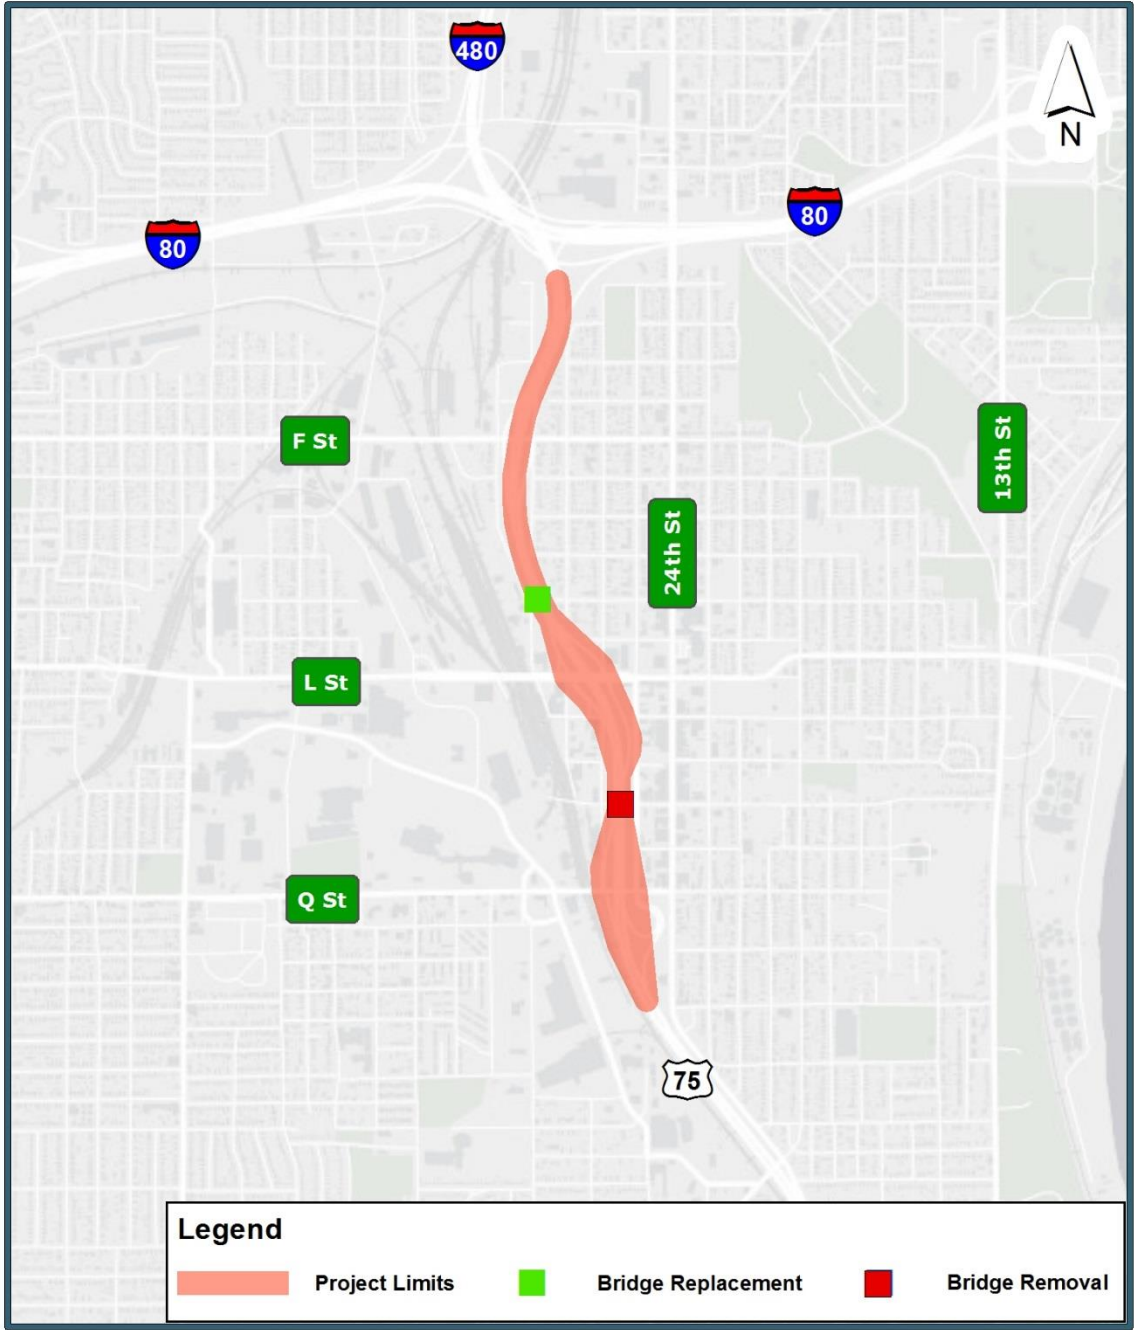 480
N
80
80
F St
13th St
24th St
L St
Q St
75
Legend
Project Limits
Bridge Replacement
Bridge Removal